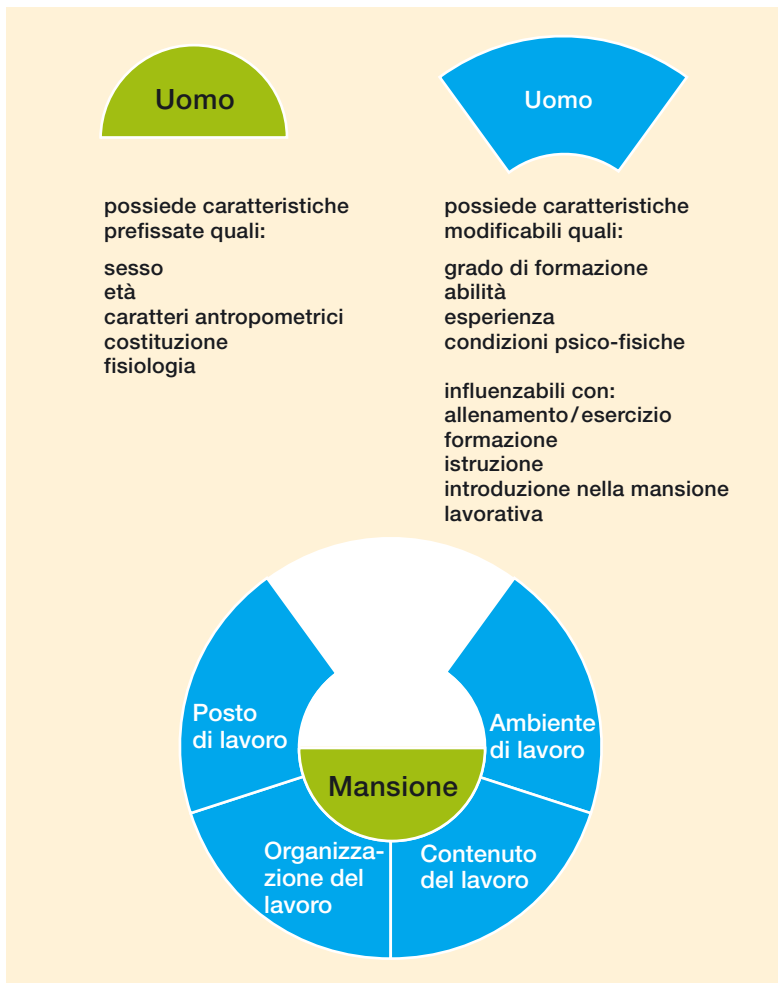 Uomo
possiede caratteristiche
prefissate quali:
sesso
età
caratteri antropometrici
costituzione
fisiologia
Uomo
possiede caratteristiche
modificabili quali:
grado di formazione
abilità
esperienza
condizioni psico-fisiche
influenzabili con:
allenamento/esercizio
formazione
istruzione
introduzione nella mansione
lavorativa
Posto
di lavoro
Ambiente
di lavoro
Mansione
Organizza-
zione del
lavoro
Contenuto
del lavoro